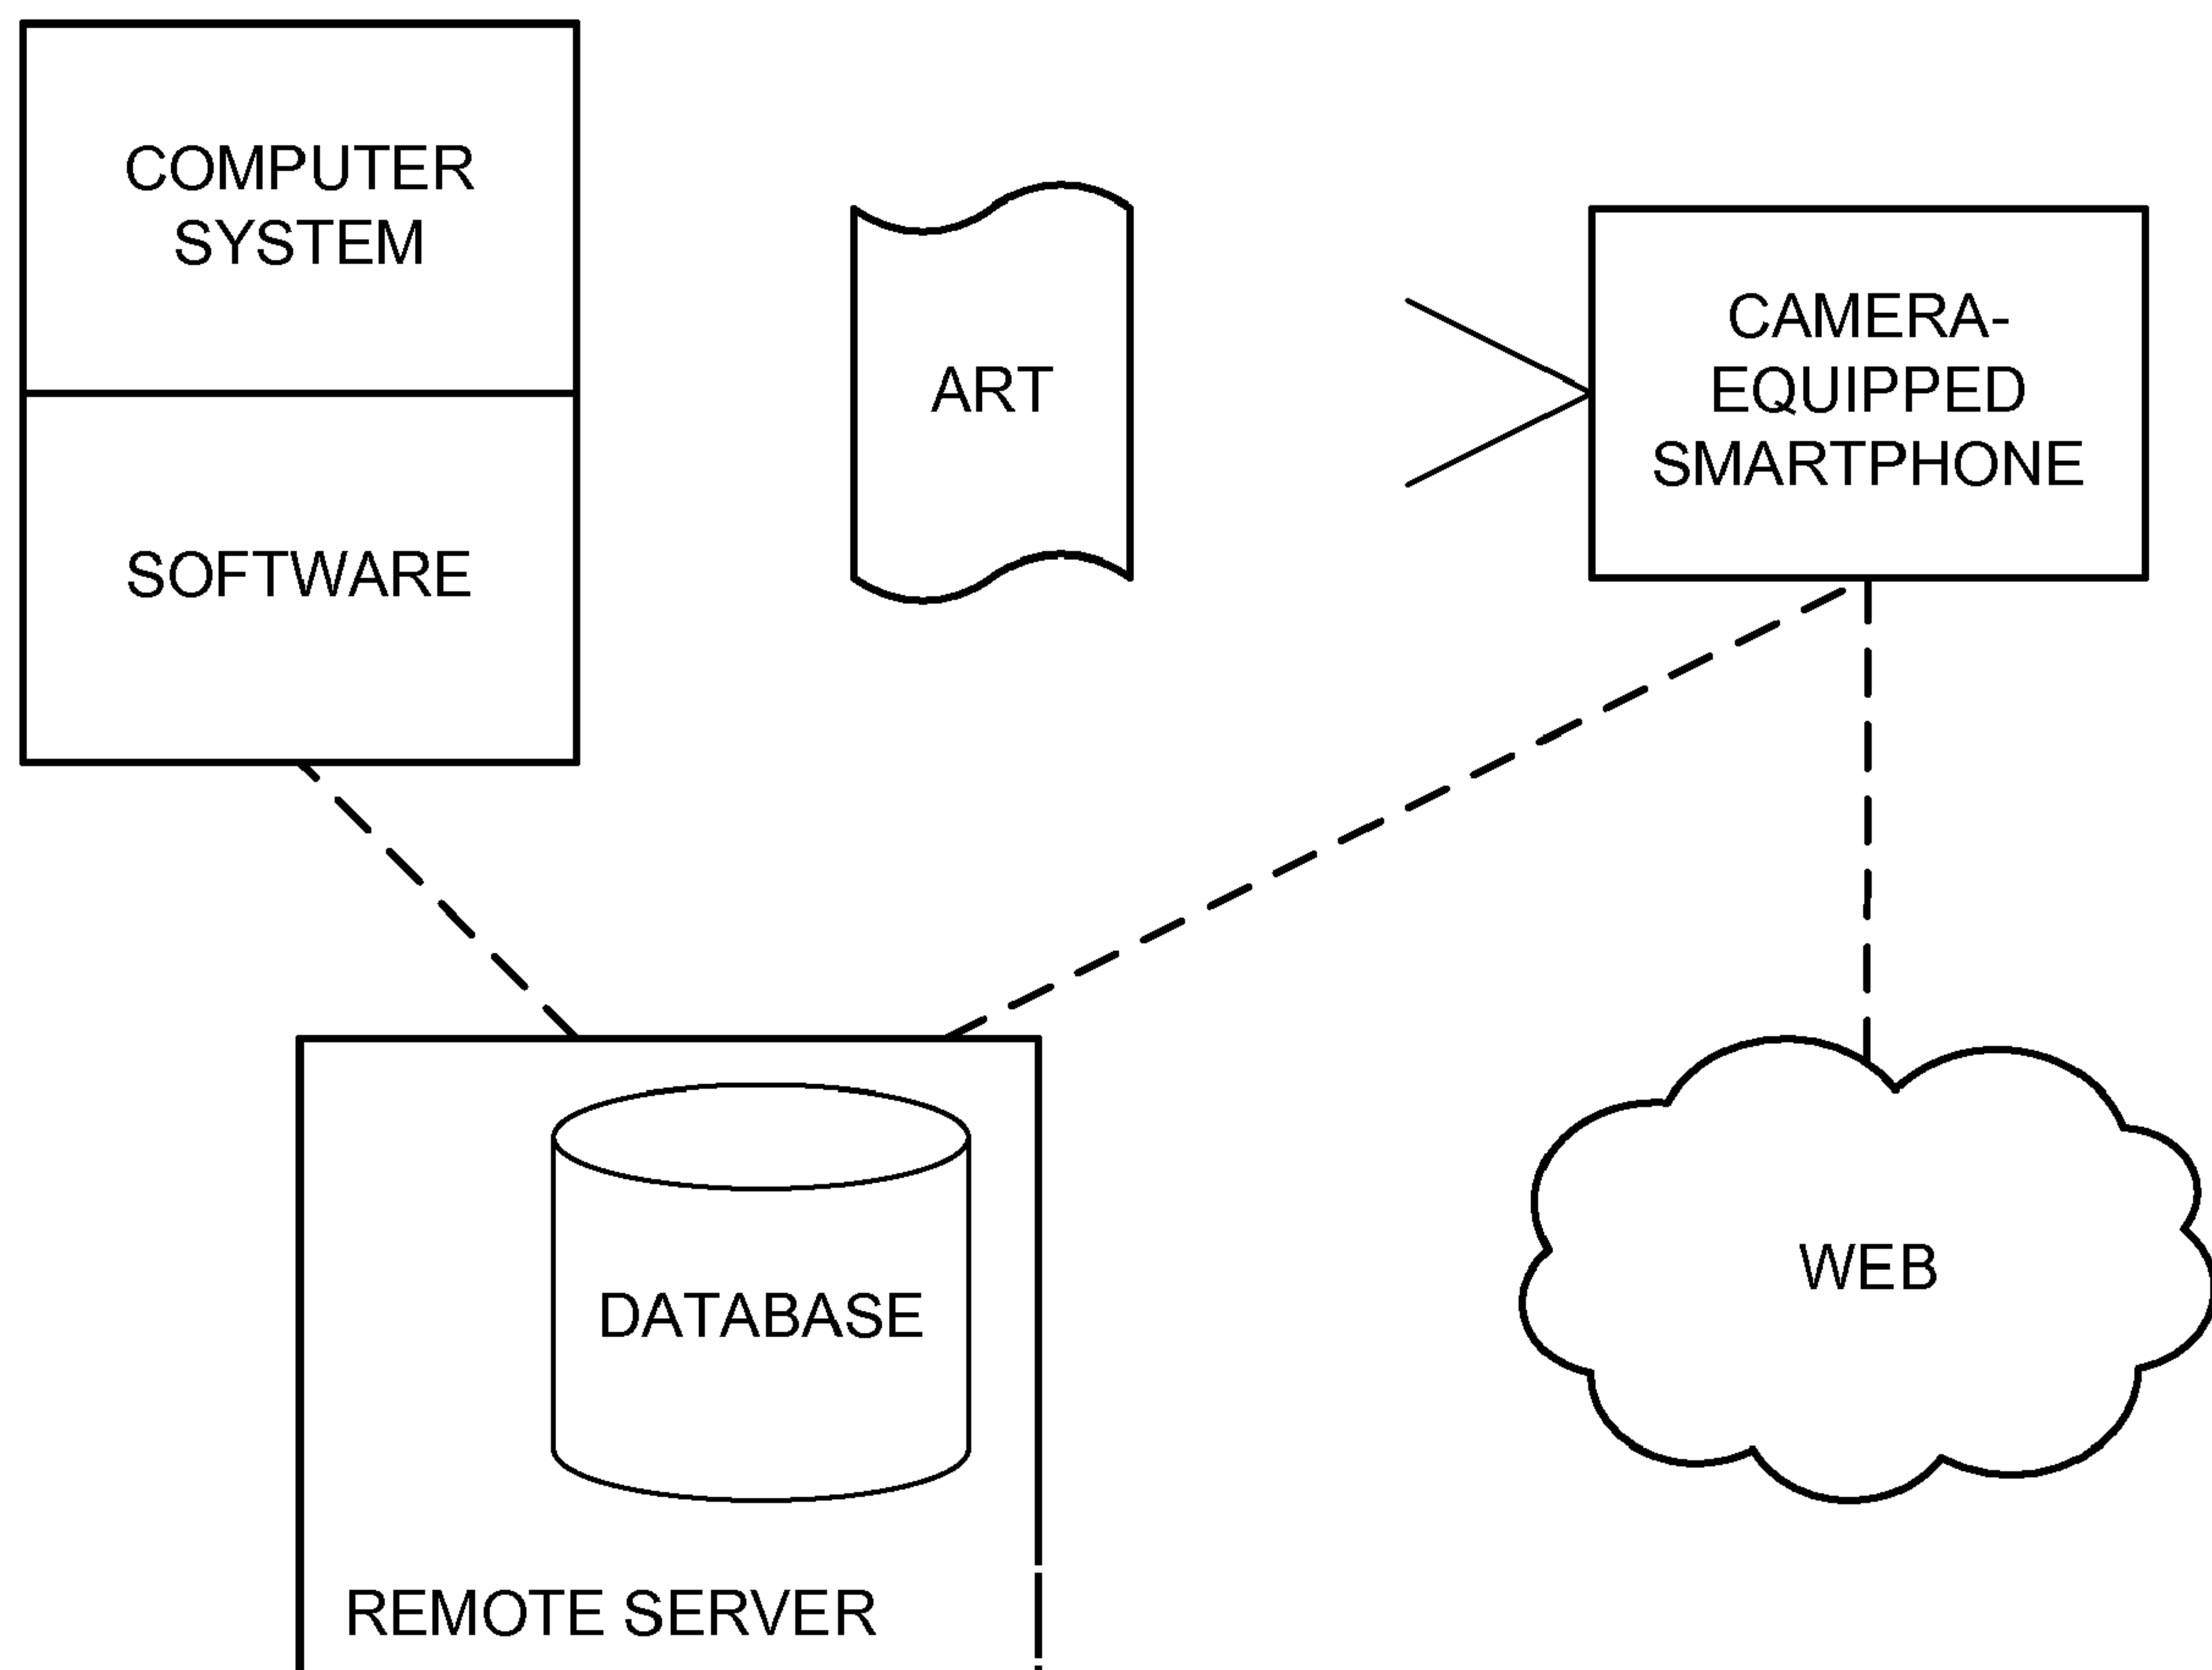 COMPUTER
SYSTEM
SOFTWARE
ART
CAMERA-
EQUIPPED
SMARTPHONE
DATABASE
REMOTE SERVER
WEB